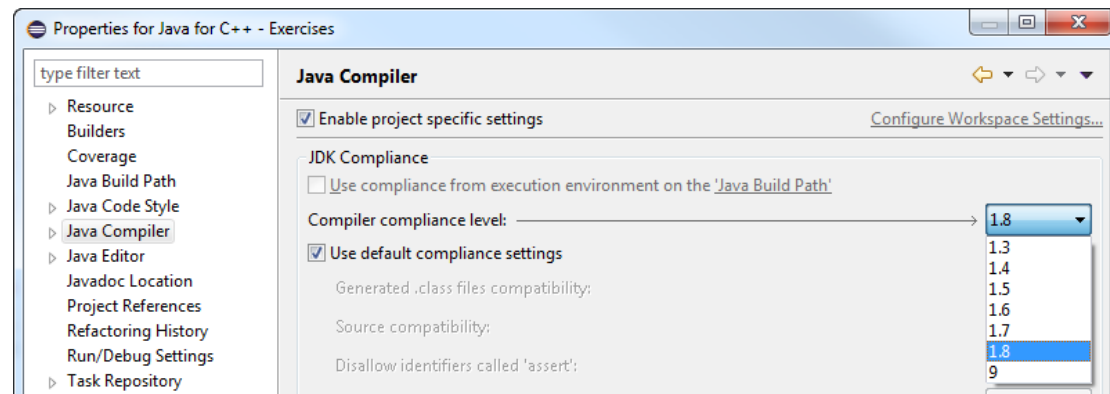 Properties for Java for C++ - Exercises
type filter text
Resource
Builders
Coverage
Java Build Path
Java Code Style
Java Compiler
Java Editor
Javadoc Location
Project References
Refactoring History
Run/Debug Settings
Task Repository
Java Compiler
Enable project specific settings
Configure Workspace Settings...
JDK Compliance
Use compliance from execution environment on the 'Java Build Path'
Compiler compliance level:
1.8
Use default compliance settings
Generated .class files compatibility:
Source compatibility:
Disallow identifiers called 'assert':
1.3
1.4
1.5
1.6
1.7
1.8
9